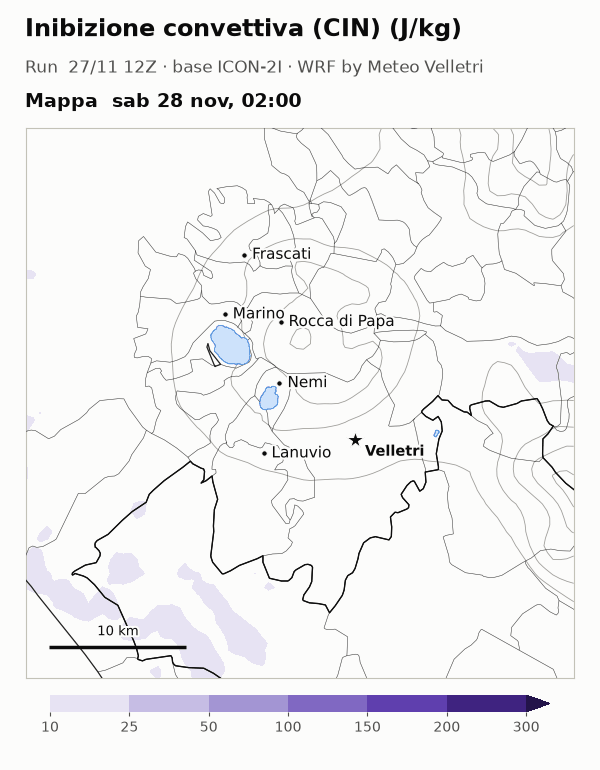 Inibizione convettiva (CIN) (J/kg)
Run  27/11 12Z · base ICON-2I · WRF by Meteo Velletri
Mappa  sab 28 nov, 02:00
Frascati
Marino
Rocca di Papa
Nemi
Velletri
Lanuvio
10 km
10 25 50 100 150 200 300